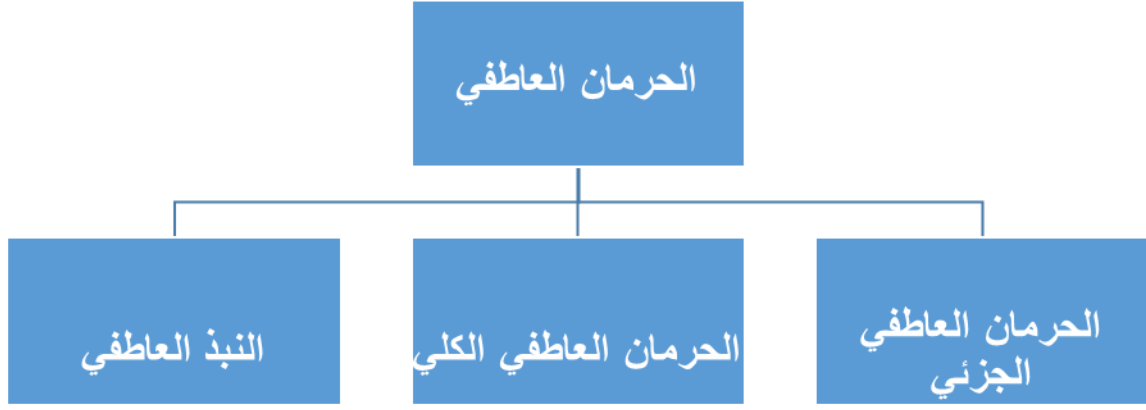 الحرمان العاطفي
الحرمان العاطفي
الجزئي
الحرمان العاطفي الكلي
النبذ العاطفي